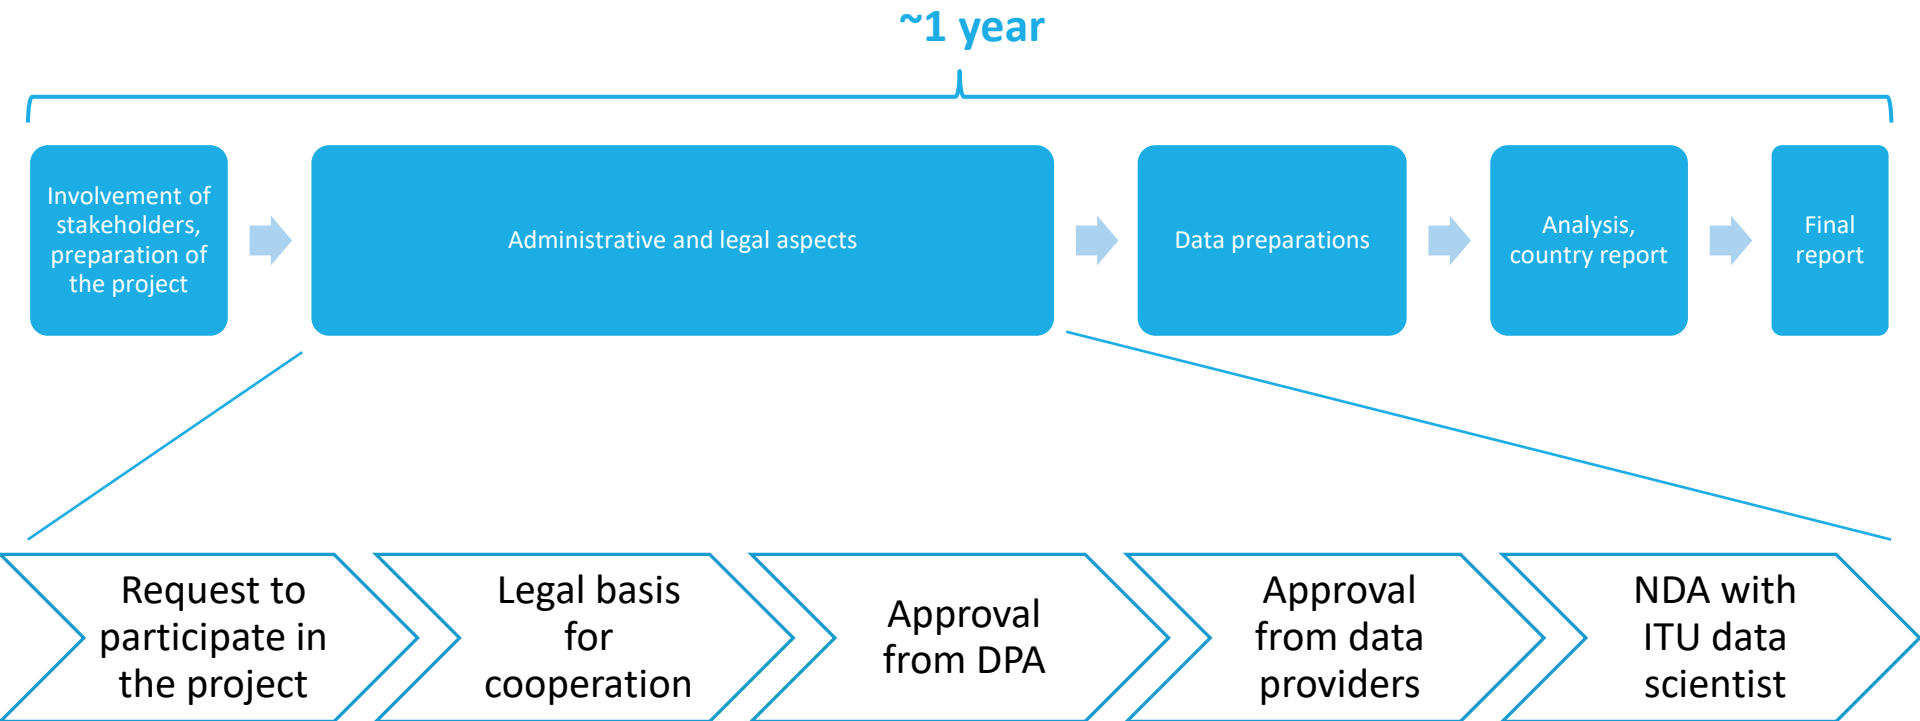 ~1 year
Involvement of
stakeholders,
preparation of
the project
Administrative and legal aspects
Data preparations
Analysis,
country report
Final
report
Request to
participate in
the project
Legal basis
for
cooperation
Approval
from DPA
Approval
from data
providers
NDA with
ITU data
scientist